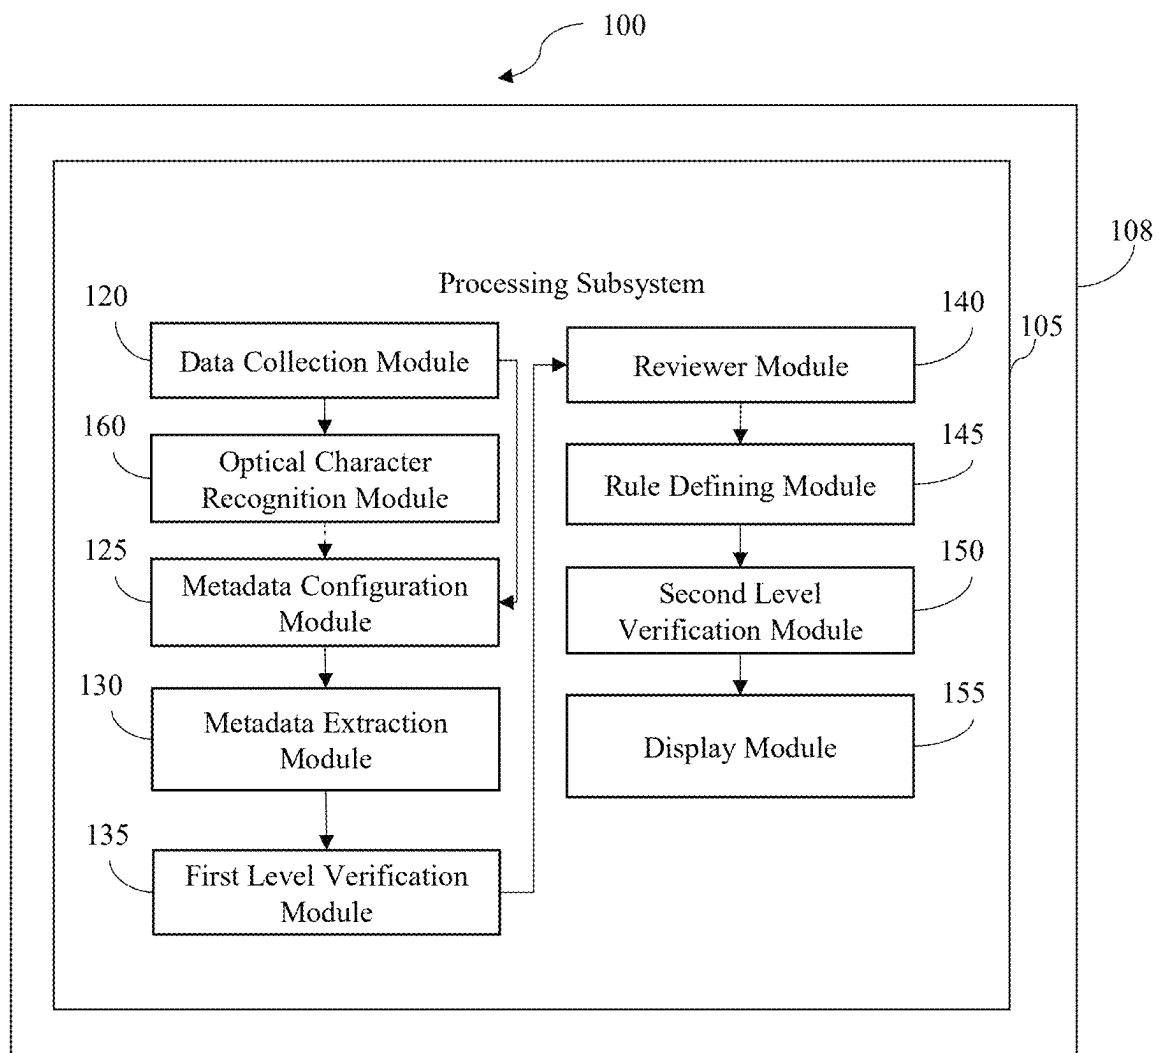 100
108
Processing Subsystem
105
120
Data Collection Module
160
Optical Character
Recognition Module
125
Metadata Configuration
Module
130
Metadata Extraction
Module
135
First Level Verification
Module
140
Reviewer Module
145
Rule Defining Module
150
Second Level
Verification Module
155
Display Module